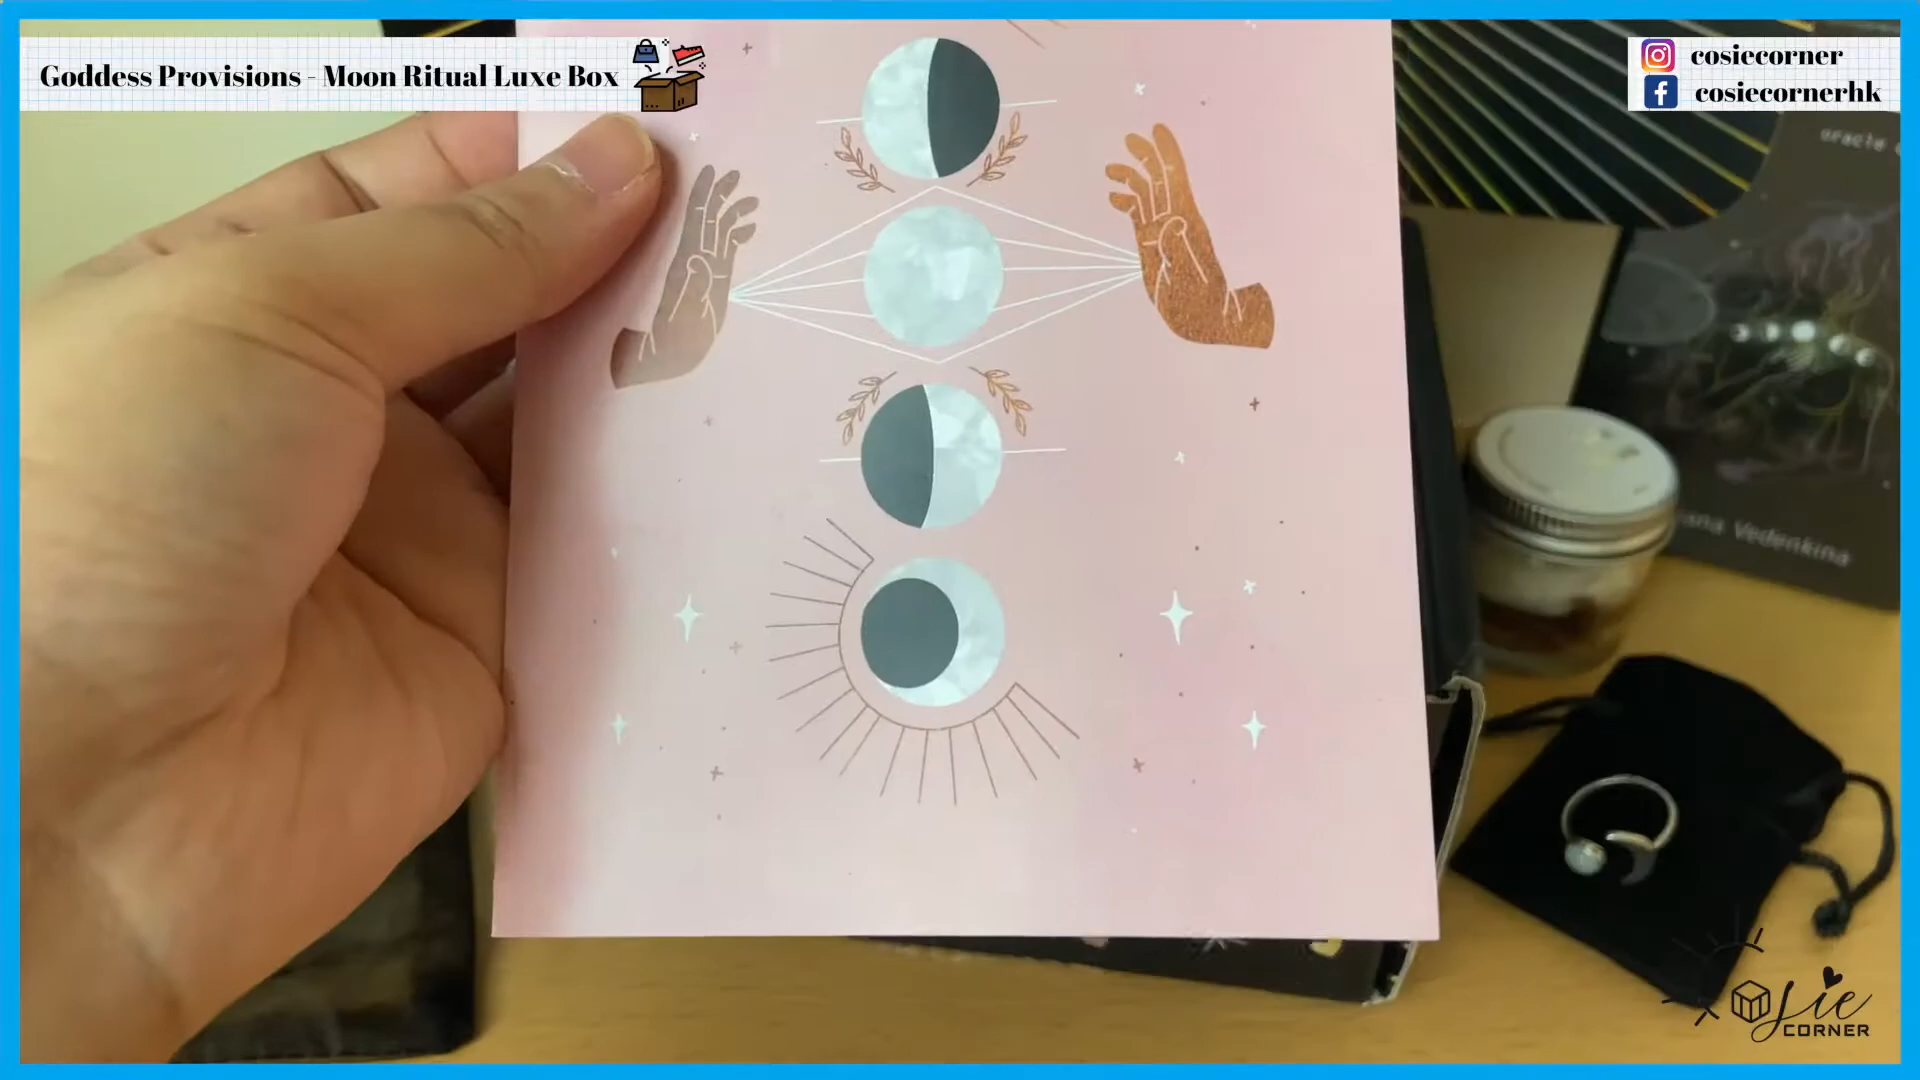 Goddess Provisions - Moon Ritual Luxe Box
cosiecorner
cosiecornerhk
oracle
Vedenkina
CORNER